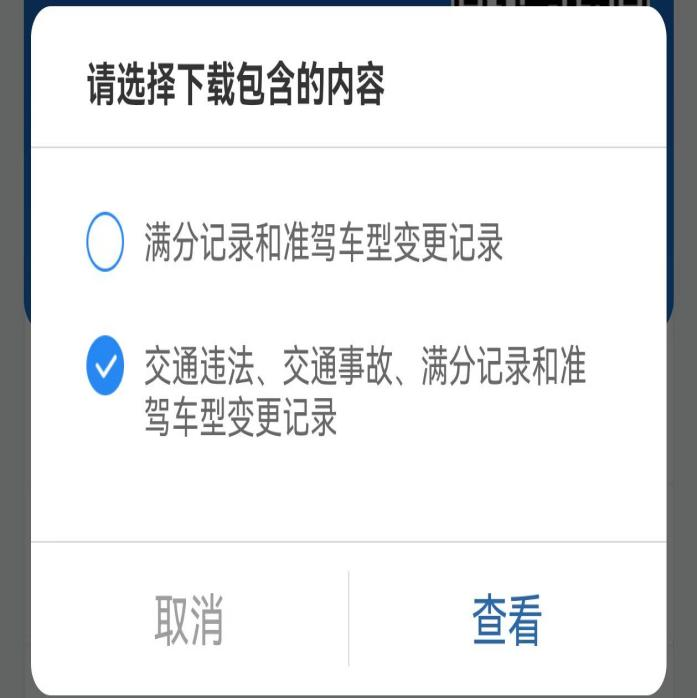 请选择下载包含的内容
满分记录和准驾车型变更记录
交通违法、交通事故、满分记录和准
驾车型变更记录
取消
查看